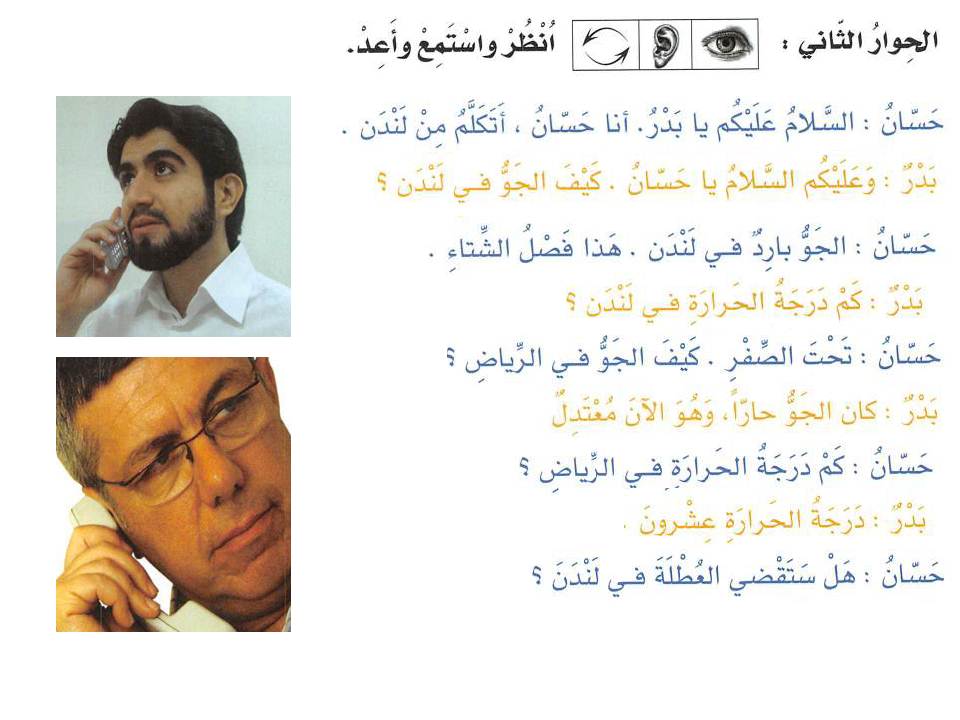 الحِوارُ الثّاني : اُنْظُرْ واسْتَمِعْ وأَعِدْ.
حَسّانُ : السَّلامُ عَلَيْكُم يا بَدْرُ. أنا حَسّانُ ، أَتَكَلَّمُ مِنْ لَنْدَن .
بَدْرٌ : وَعَلَيْكُم السَّلامُ يا حَسّانُ . كَيْفَ الجَوُّ في لَنْدَن ؟
حَسّانُ : الجَوُّ بارِدٌ في لَنْدَن . هَذا فَصْلُ الشِّتاءِ .
بَدْرٌ : كَمْ دَرَجَةُ الحَرارَةِ في لَنْدَن ؟
حَسّانُ : تَحْتَ الصِّفْرِ . كَيْفَ الجَوُّ في الرِّياضِ ؟
بَدْرٌ : كان الجَوُّ حارّاً، وَهُوَ الآنَ مُعْتَدِلٌ
حَسّانُ : كَمْ دَرَجَةُ الحَرارَةِ في الرِّياضِ ؟
بَدْرٌ : دَرَجَةُ الحَرارَةِ عِشْرونَ .
حَسّانُ : هَلْ سَتَقْضي العُطْلَةَ في لَنْدَنَ ؟